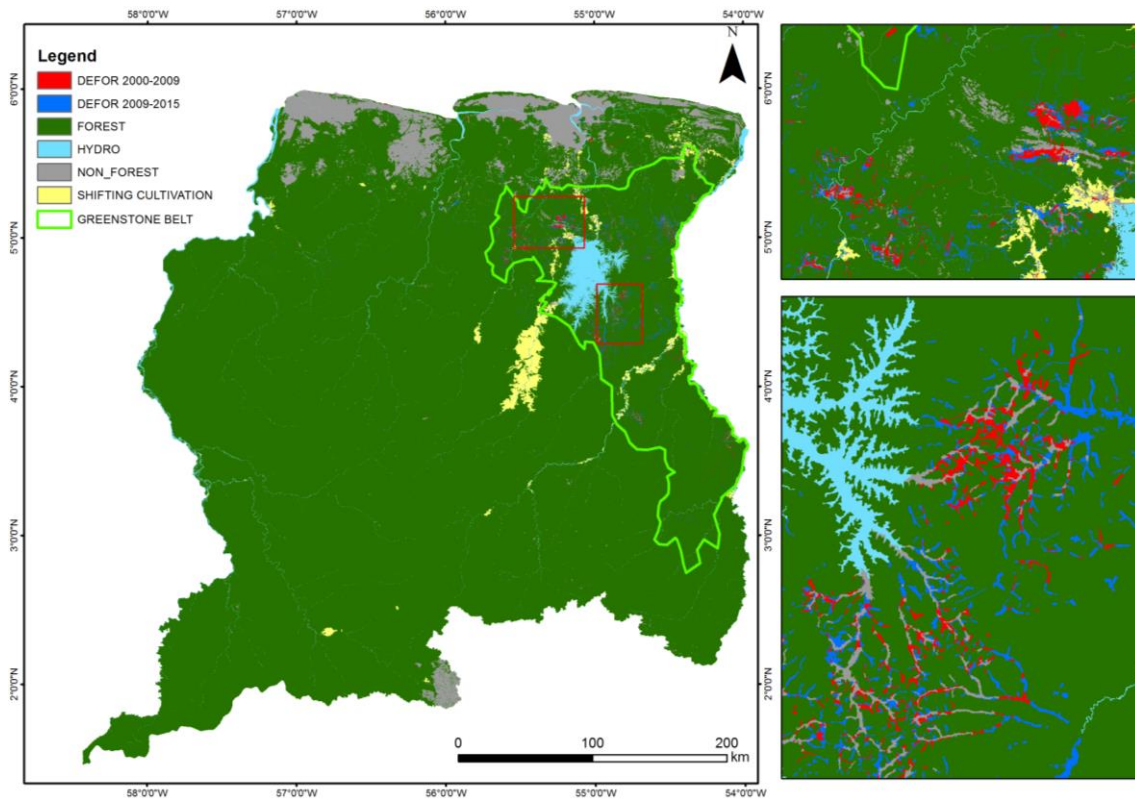 58°0'0"W 57°0'0"W 56°0'0"W 55°0'0"W 54°0'0"W
N
Legend
DEFOR 2000-2009
DEFOR 2009-2015
FOREST
HYDRO
NON_FOREST
SHIFTING CULTIVATION
GREENSTONE BELT
6°0'0"N 6°0'0"N
5°0'0"N 5°0'0"N
4°0'0"N 4°0'0"N
3°0'0"N 3°0'0"N
2°0'0"N 2°0'0"N
0 100 200
km
58°0'0"W 57°0'0"W 56°0'0"W 55°0'0"W 54°0'0"W